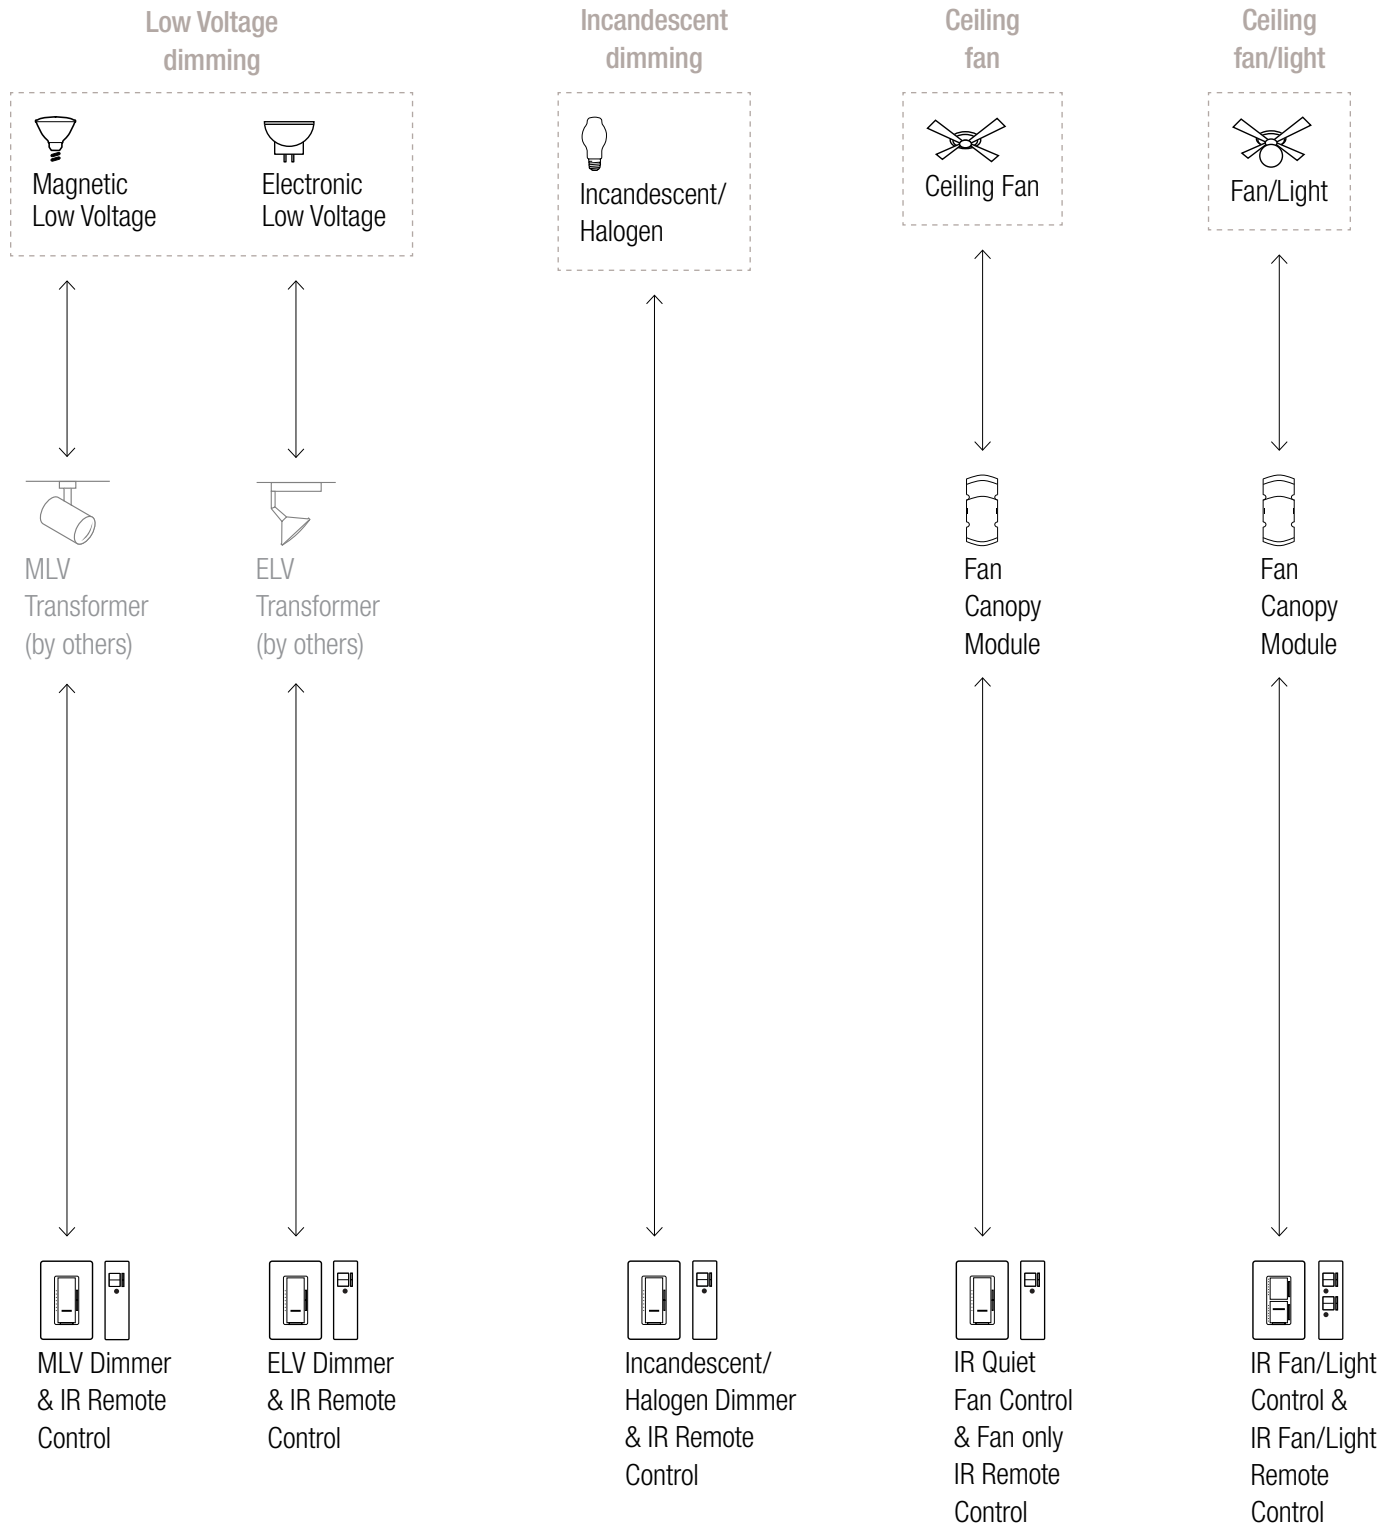 Low Voltage
dimming
Incandescent
dimming
Ceiling
fan
Ceiling
fan/light
Magnetic
Low Voltage
Electronic
Low Voltage
Incandescent/
Halogen
Ceiling Fan
Fan/Light
MLV
Transformer
(by others)
ELV
Transformer
(by others)
Fan
Canopy
Module
Fan
Canopy
Module
MLV Dimmer
& IR Remote
Control
ELV Dimmer
& IR Remote
Control
Incandescent/
Halogen Dimmer
& IR Remote
Control
IR Quiet
Fan Control
& Fan only
IR Remote
Control
IR Fan/Light
Control &
IR Fan/Light
Remote
Control